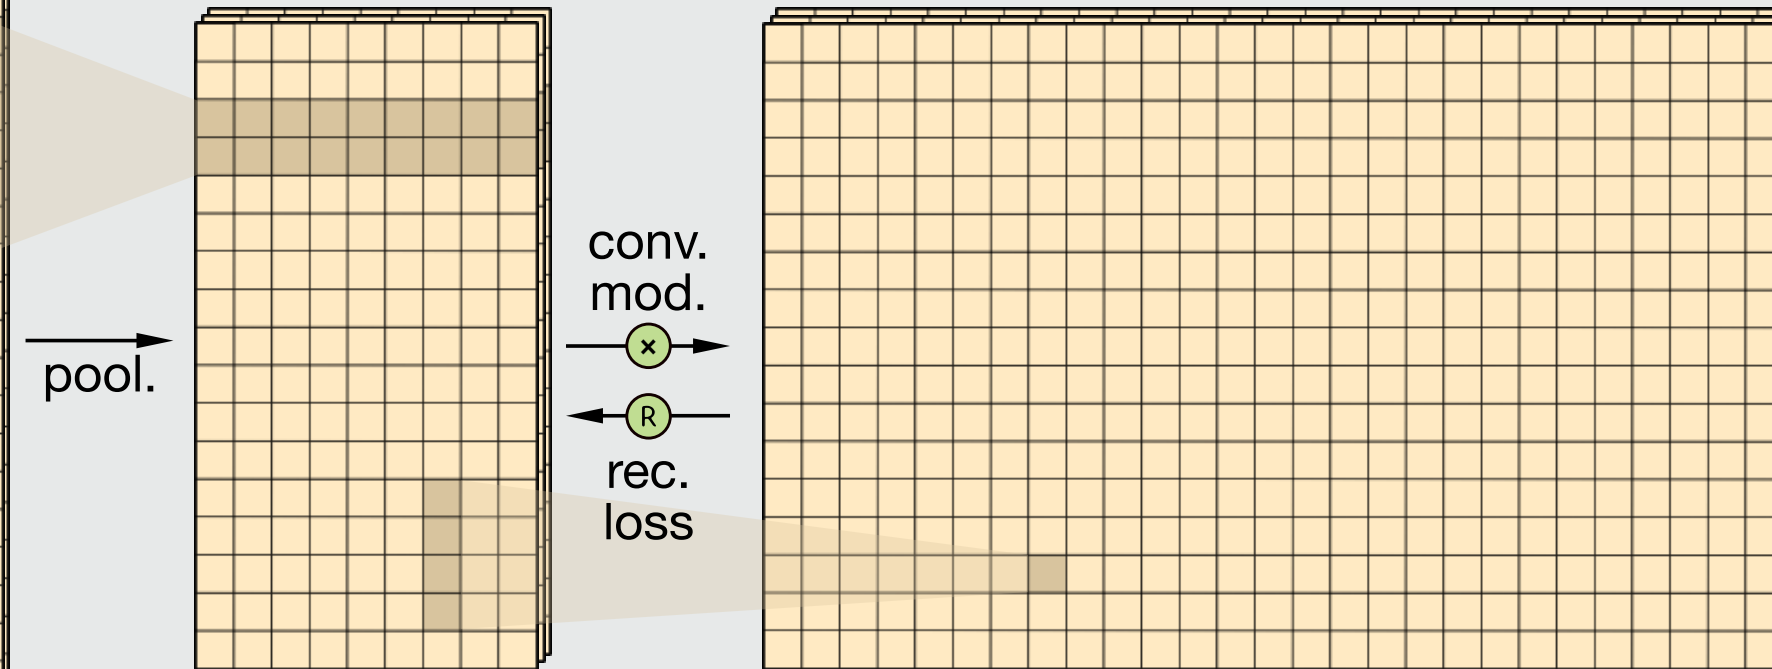 pool.
conv.
mod.
×
R
rec.
loss